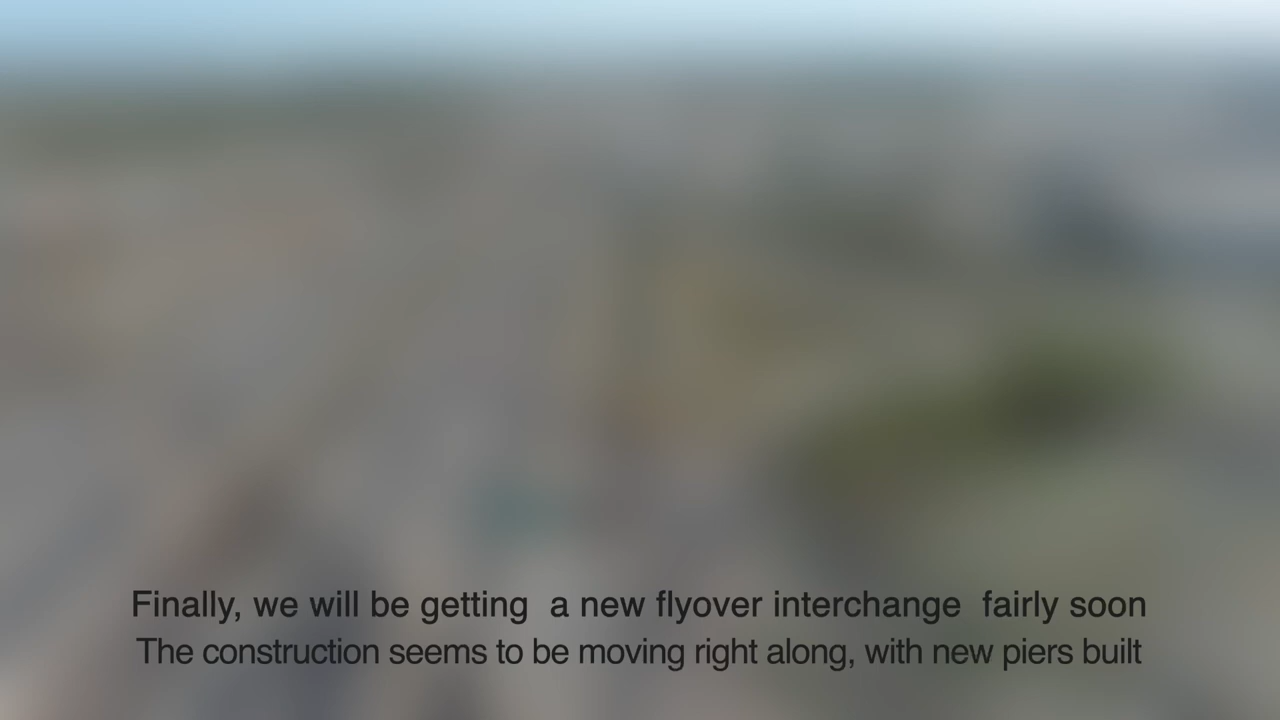 Finally, we will be getting  a new flyover interchange  fairly soon
The construction seems to be moving right along, with new piers built